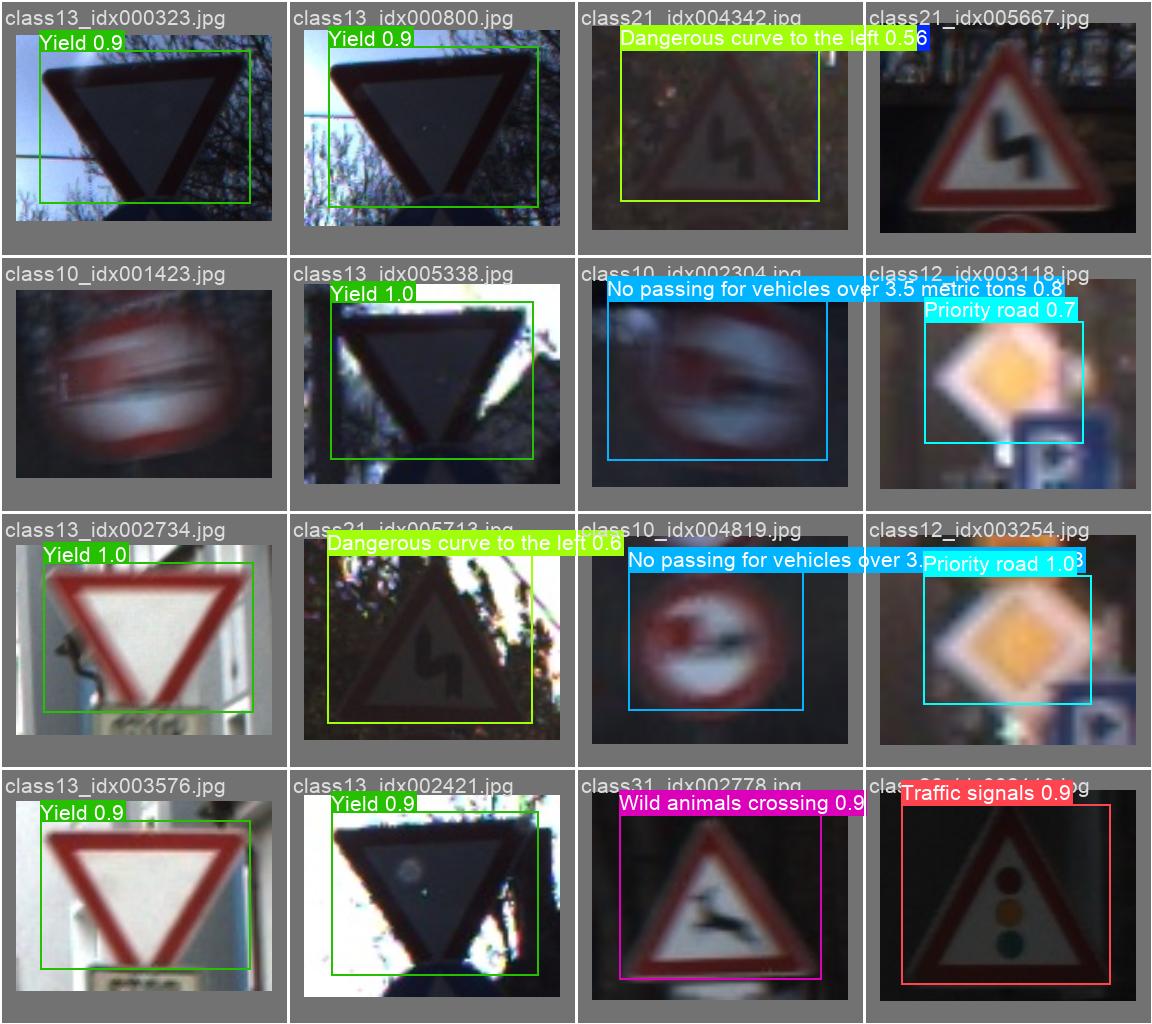 class13_idx000323.jpg
Yield 0.9
class13_idx000800.jpg
Yield 0.9
class21_idx004342.jpg
Dangerous curve to the left 0.56
class21_idx005667.jpg
class10_idx001423.jpg
class13_idx005338.jpg
Yield 1.0
class10_idx002304.jpg
No passing for vehicles over 3.5 metric tons 0.8
class12_idx003118.jpg
Priority road 0.7
P
class13_idx002734.jpg
Yield 1.0
class21_idx005713.jpg
Dangerous curve to the left 0.6
class10_idx004819.jpg
No passing for vehicles over 3.
class12_idx003254.jpg
Priority road 1.0
class13_idx003576.jpg
Yield 0.9
class13_idx002421.jpg
Yield 0.9
class31_idx002778.jpg
Wild animals crossing 0.9
Traffic signals 0.9